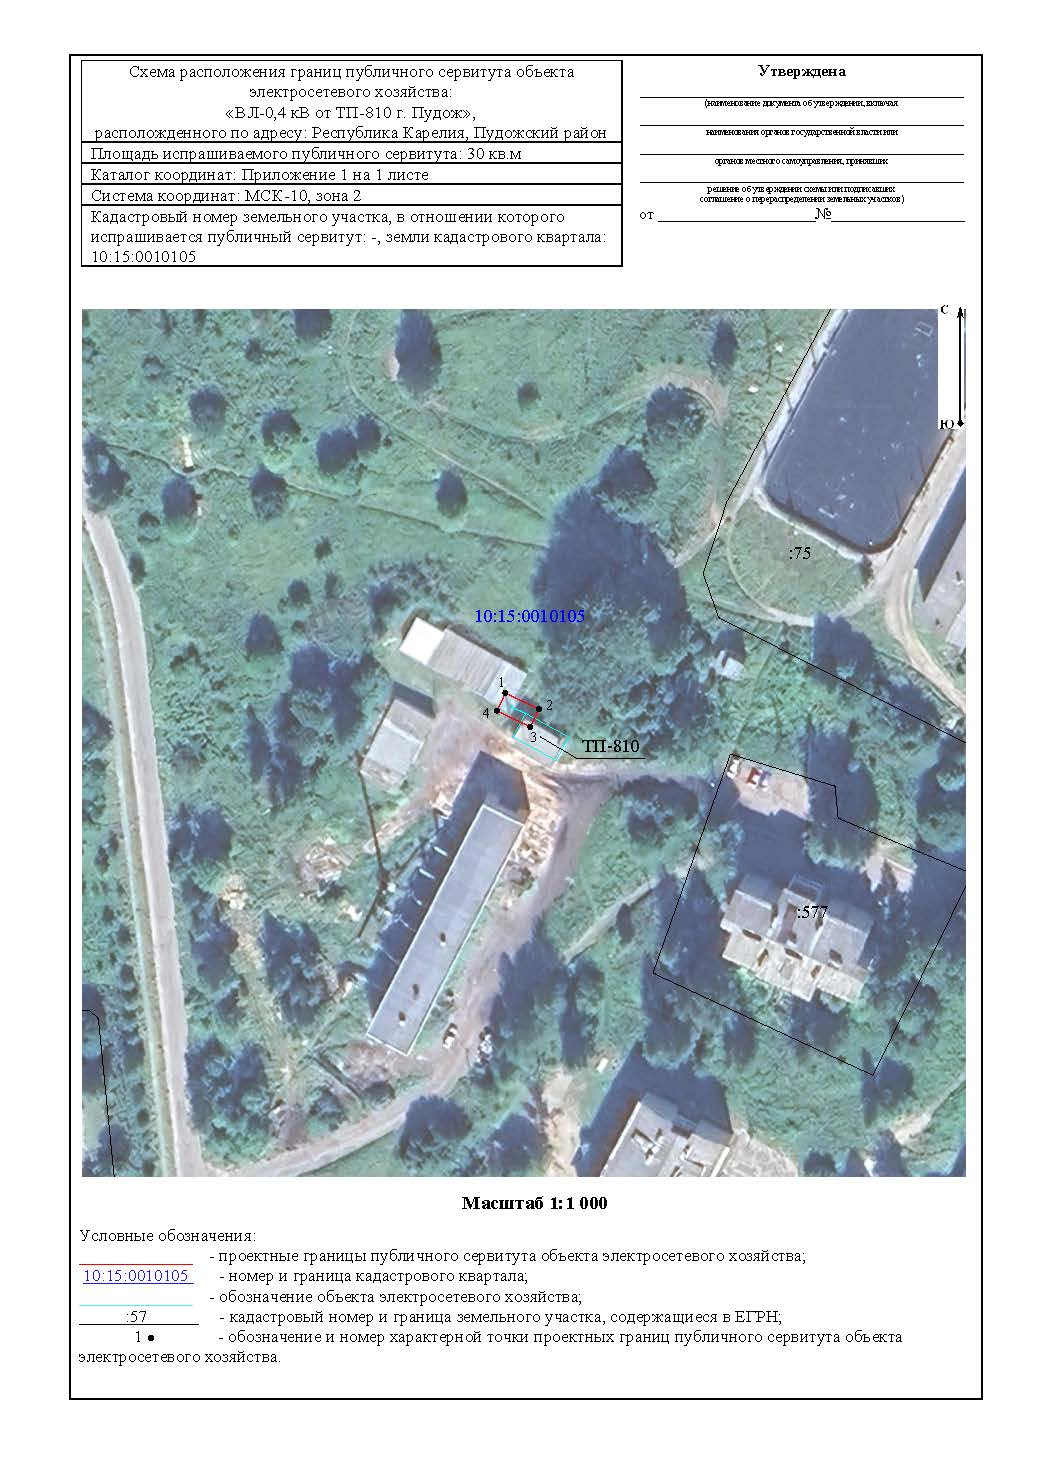 Схема расположения границ публичного сервитута объекта
электросетевого хозяйства:
«ВЛ-0,4 кВ от ТП-810 г. Пудож»,
расположенного по адресу: Республика Карелия, Пудожский район
Площадь испрашиваемого публичного сервитута: 30 кв.м
Каталог координат: Приложение 1 на 1 листе
Система координат: МСК-10, зона 2
Кадастровый номер земельного участка, в отношении которого
испрашивается публичный сервитут: -, земли кадастрового квартала:
10:15:0010105
Утверждена
(наименование документа об утверждении, включая
наименования органов государственной власти или
органов местного самоуправления, принявших
решение об утверждении схемы или подписавших
соглашение о перераспределении земельных участков)
от №
С
Ю
:75
10:15:0010105
1
2
4
3
ТП-810
:577
Масштаб 1:1 000
Условные обозначения:
- проектные границы публичного сервитута объекта электросетевого хозяйства;
10:15:0010105 - номер и граница кадастрового квартала;
- обозначение объекта электросетевого хозяйства;
:57 - кадастровый номер и граница земельного участка, содержащиеся в ЕГРН;
1 ● - обозначение и номер характерной точки проектных границ публичного сервитута объекта
электросетевого хозяйства.